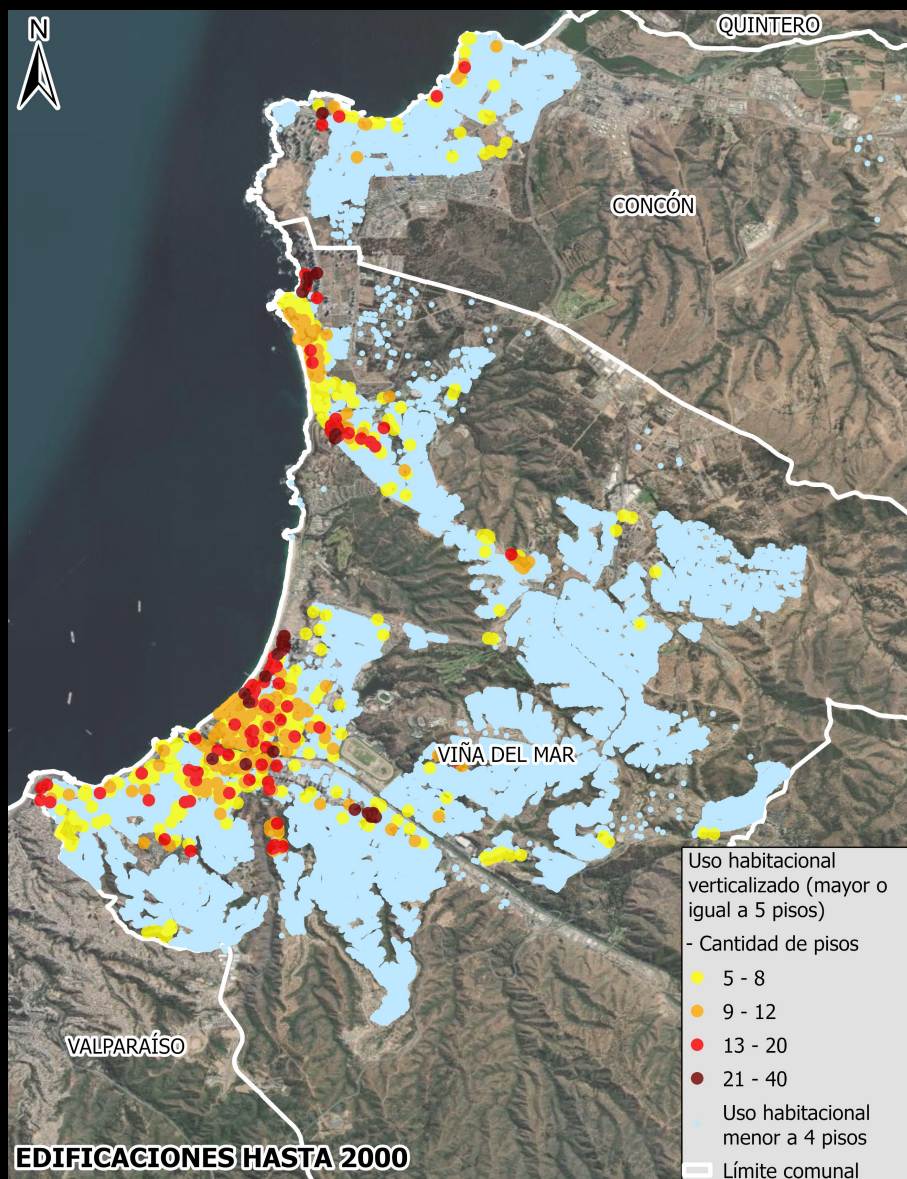 N
QUINTERO
CONCÓN
VIÑA DEL MAR
VALPARAÍSO
Uso habitacional
verticalizado (mayor o
igual a 5 pisos)
- Cantidad de pisos
5 - 8
9 - 12
13 - 20
21 - 40
Uso habitacional
menor a 4 pisos
Límite comunal
EDIFICACIONES HASTA 2000